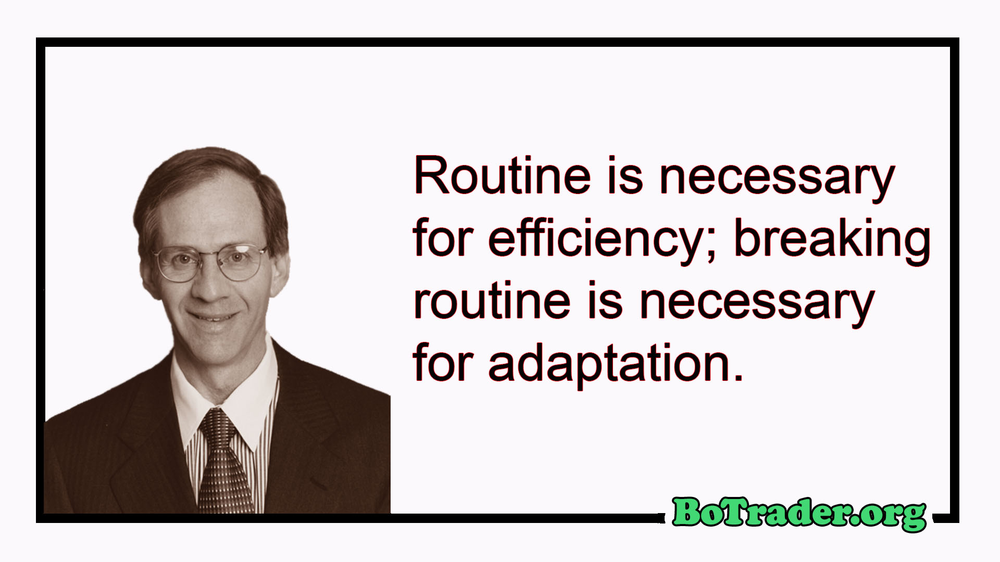 Routine is necessary
for efficiency; breaking
routine is necessary
for adaptation.
BoTrader.org